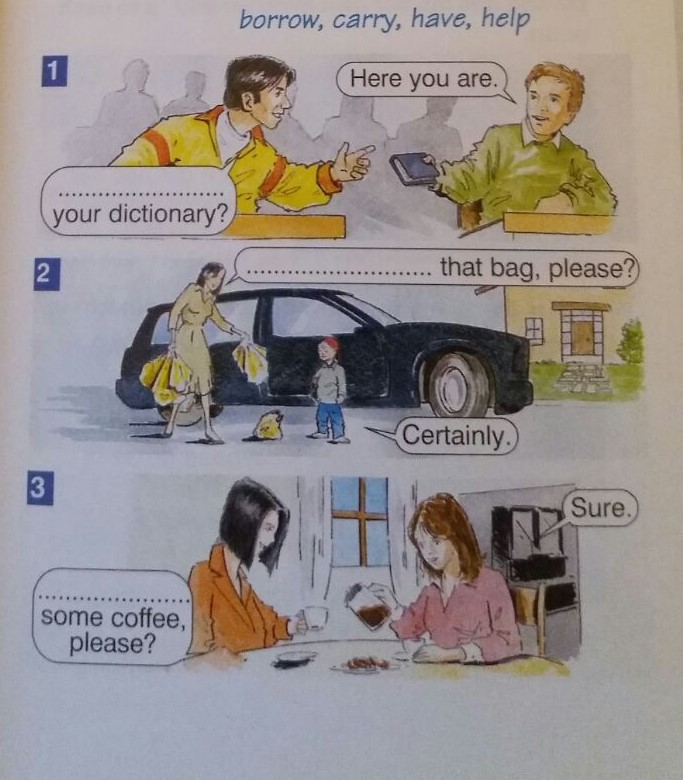 borrow, carry, have, help
1
Here you are.
............................
your dictionary?
2
............................... that bag, please?
Certainly.
3
Sure.
..........................
some coffee,
please?